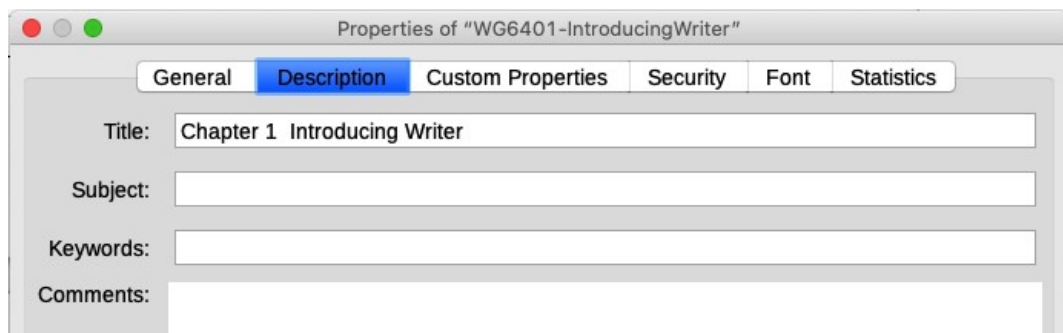 Properties of "WG6401-IntroducingWriter"
General Description Custom Properties Security Font Statistics
Title: Chapter 1  Introducing Writer
Subject:
Keywords:
Comments: